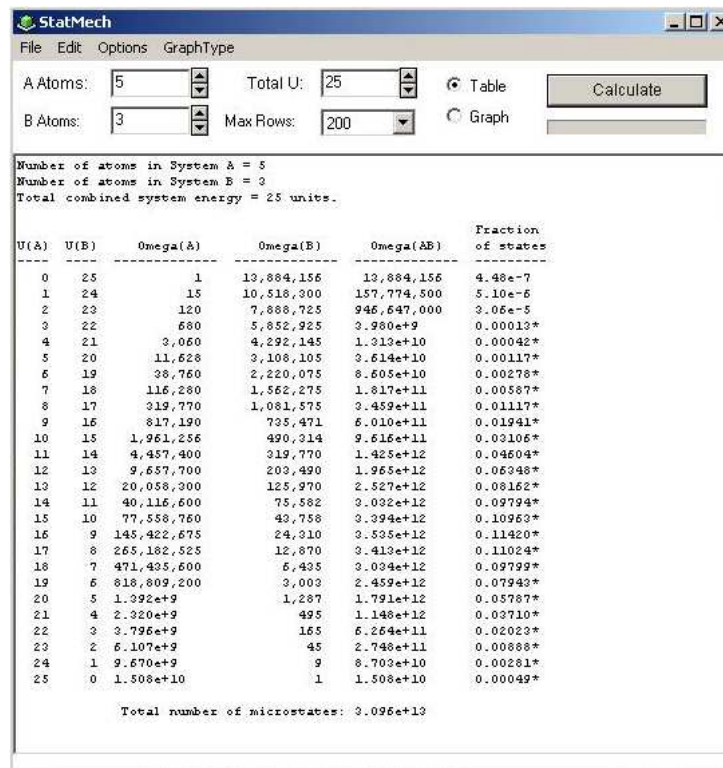 StatMech
File Edit Options GraphType
A Atoms: 5 Total U: 25 Table Calculate
B Atoms: 3 Max Rows: 200 Graph
Number of atoms in System A = 5
Number of atoms in System B = 3
Total combined system energy = 25 units.
Fraction
U(A) U(B) Omega(A) Omega(B) Omega(AB) of states
---- ---- ------------- ------------- ------------- ---------
0 25 1 13,884,156 13,884,156 4.48e-7
1 24 15 10,518,300 157,774,500 5.10e-6
2 23 120 7,888,725 946,647,000 3.06e-5
3 22 680 5,852,925 3.980e+9 0.00013*
4 21 3,060 4,292,145 1.313e+10 0.00042*
5 20 11,628 3,108,105 3.614e+10 0.00117*
6 19 38,760 2,220,075 8.605e+10 0.00278*
7 18 116,280 1,562,275 1.817e+11 0.00587*
8 17 319,770 1,081,575 3.459e+11 0.01117*
9 16 817,190 735,471 6.010e+11 0.01941*
10 15 1,961,256 490,314 9.616e+11 0.03106*
11 14 4,457,400 319,770 1.425e+12 0.04604*
12 13 9,657,700 203,490 1.965e+12 0.06348*
13 12 20,058,300 125,970 2.527e+12 0.08162*
14 11 40,116,600 75,582 3.032e+12 0.09794*
15 10 77,558,760 43,758 3.394e+12 0.10963*
16 9 145,422,675 24,310 3.535e+12 0.11420*
17 8 265,182,525 12,870 3.413e+12 0.11024*
18 7 471,435,600 6,435 3.034e+12 0.09799*
19 6 818,809,200 3,003 2.459e+12 0.07943*
20 5 1.392e+9 1,287 1.791e+12 0.05787*
21 4 2.320e+9 495 1.148e+12 0.03710*
22 3 3.796e+9 165 6.264e+11 0.02023*
23 2 6.107e+9 45 2.748e+11 0.00888*
24 1 9.670e+9 9 8.703e+10 0.00281*
25 0 1.508e+10 1 1.508e+10 0.00049*
Total number of microstates: 3.096e+13